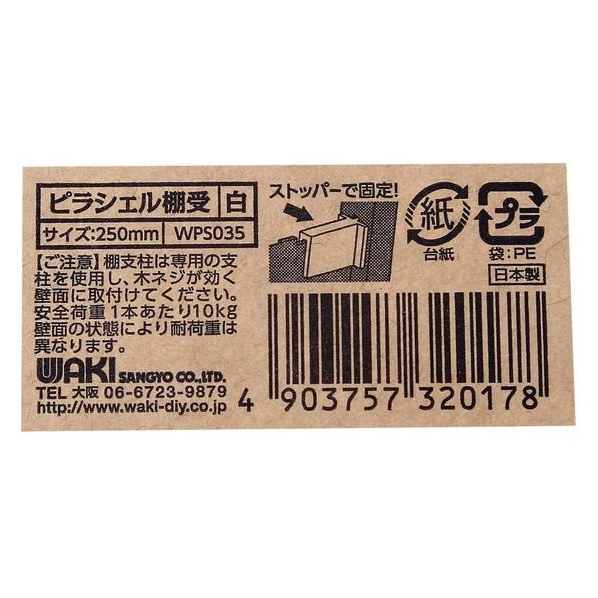 ピラシェル棚受 白
サイズ:250mm WPS035
【ご注意】棚支柱は専用の支
柱を使用し、木ネジが効く
壁面に取付けてください。
安全荷重 1本あたり10kg
壁面の状態により耐荷重は
異なります。
WAKI SANGYO CO.,LTD.
TEL 大阪 06-6723-9879
http://www.waki-diy.co.jp
ストッパーで固定!
紙
台紙
プラ
袋:PE
日本製
4 903757 320178